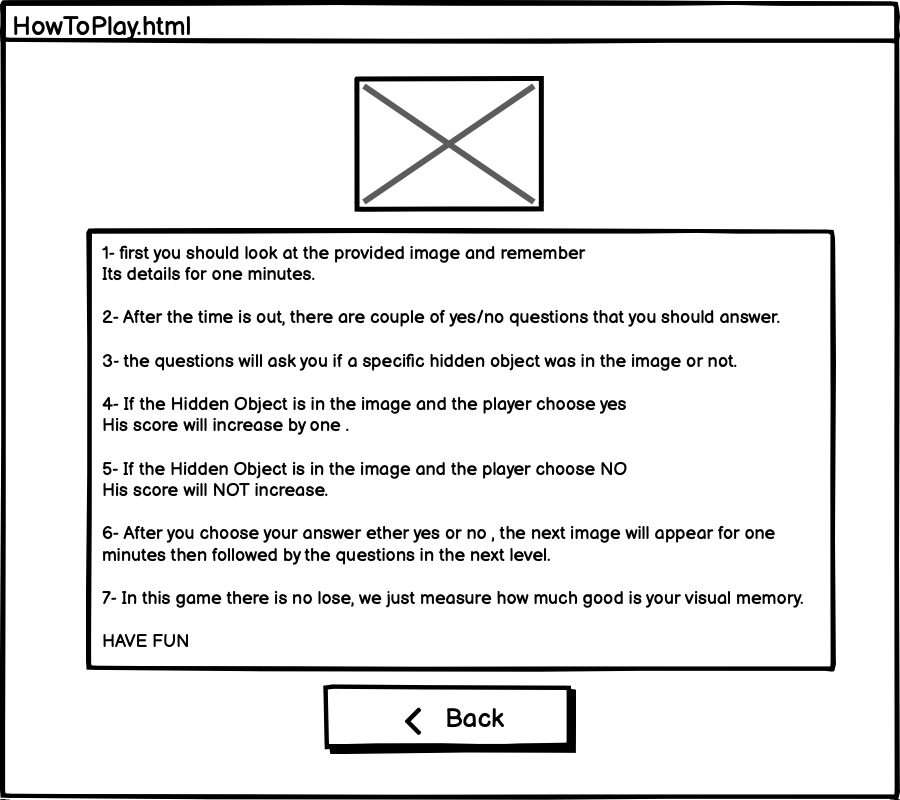 HowToPlay.html
1- first you should look at the provided image and remember
Its details for one minutes.
2- After the time is out, there are couple of yes/no questions that you should answer.
3- the questions will ask you if a specific hidden object was in the image or not.
4- If the Hidden Object is in the image and the player choose yes
His score will increase by one .
5- If the Hidden Object is in the image and the player choose NO
His score will NOT increase.
6- After you choose your answer ether yes or no , the next image will appear for one
minutes then followed by the questions in the next level.
7- In this game there is no lose, we just measure how much good is your visual memory.
HAVE FUN
Back